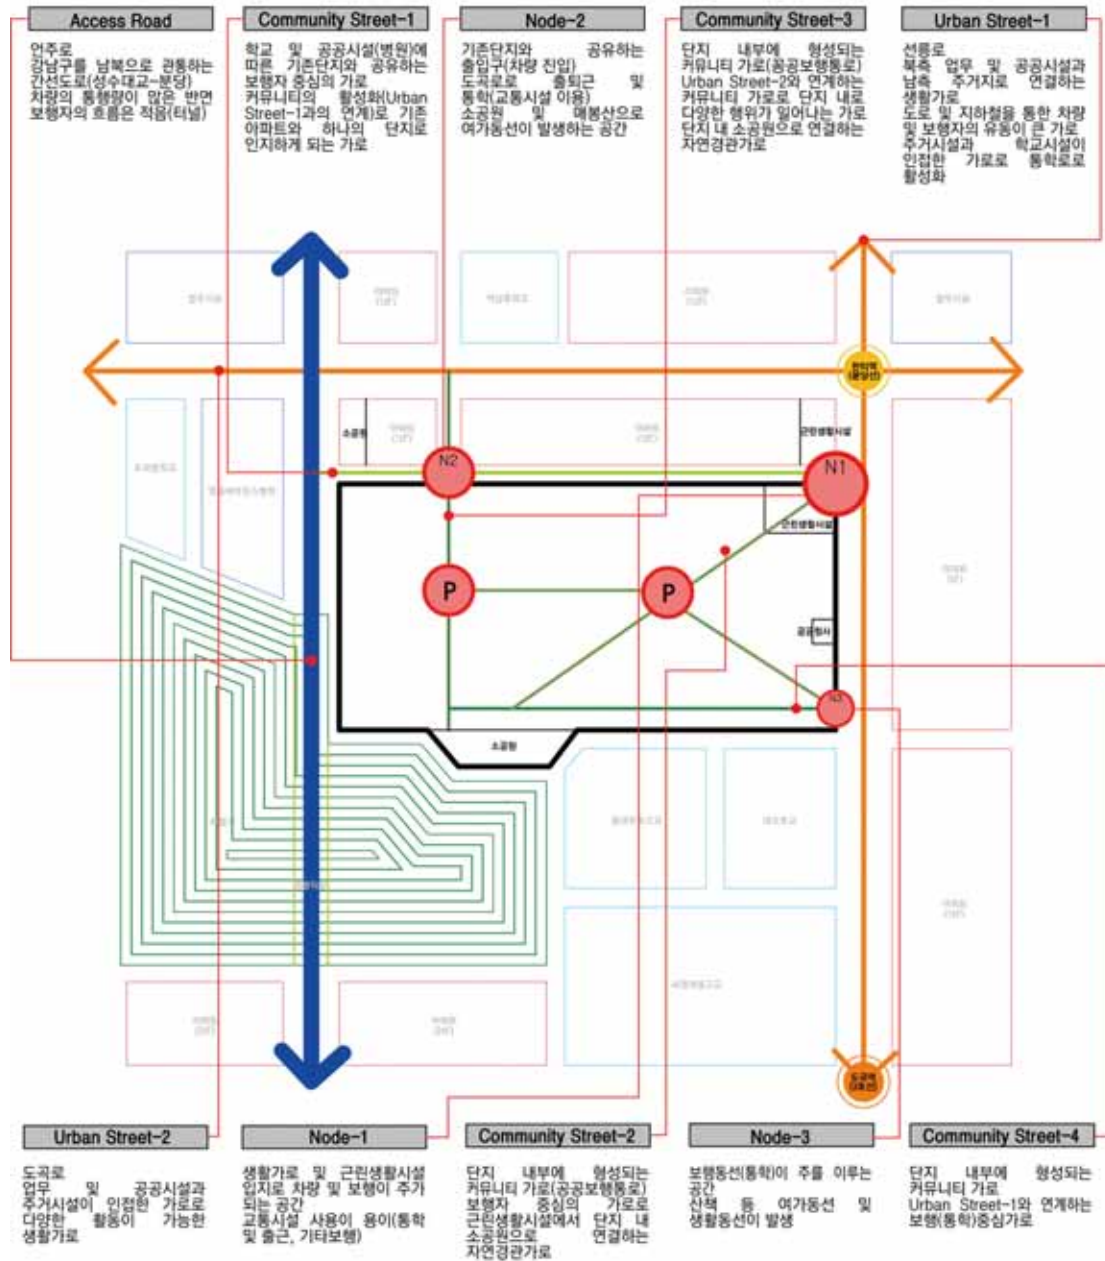 Access Road
언주로
강남구를 남북으로 관통하는
간선도로(성수대교-분당)
차량의 통행량이 많은 반면
보행자의 흐름은 적음(터널)
Community Street-1
학교 및 공공시설(병원)에
따른 기존단지와 공유하는
보행자 중심의 가로
커뮤니티의 활성화(Urban
Street-1과의 연계)로 기존
아파트와 하나의 단지로
인지하게 되는 가로
Node-2
기존단지와 공유하는
출입구(차량 진입)
도곡로로 출퇴근 및
통학(교통시설 이용)
소공원 및 매봉산으로
여가동선이 발생하는 공간
Community Street-3
단지 내부에 형성되는
커뮤니티 가로(공공보행통로)
Urban Street-2와 연계하는
커뮤니티 가로로 단지 내로
다양한 행위가 일어나는 가로
단지 내 소공원으로 연결하는
자연경관가로
Urban Street-1
선릉로
북측 업무 및 공공시설과
남측 주거지로 연결하는
생활가로
도로 및 지하철을 통한 차량
및 보행자의 유동이 큰 가로
주거시설과 학교시설이
인접한 가로로 통학로로
활성화
한티역
(분당선)
소공원
근린생활시설
N2
N1
근린생활시설
P
P
공공청사
N3
소공원
도곡역
(3호선)
Urban Street-2
도곡로
업무 및 공공시설과
주거시설이 인접한 가로로
다양한 활동이 가능한
생활가로
Node-1
생활가로 및 근린생활시설
입지로 차량 및 보행이 주가
되는 공간
교통시설 사용이 용이(통학
및 출근, 기타보행)
Community Street-2
단지 내부에 형성되는
커뮤니티 가로(공공보행통로)
보행자 중심의 가로로
근린생활시설에서 단지 내
소공원으로 연결하는
자연경관가로
Node-3
보행동선(통학)이 주를 이루는
공간
산책 등 여가동선 및
생활동선이 발생
Community Street-4
단지 내부에 형성되는
커뮤니티 가로
Urban Street-1와 연계하는
보행(통학)중심가로